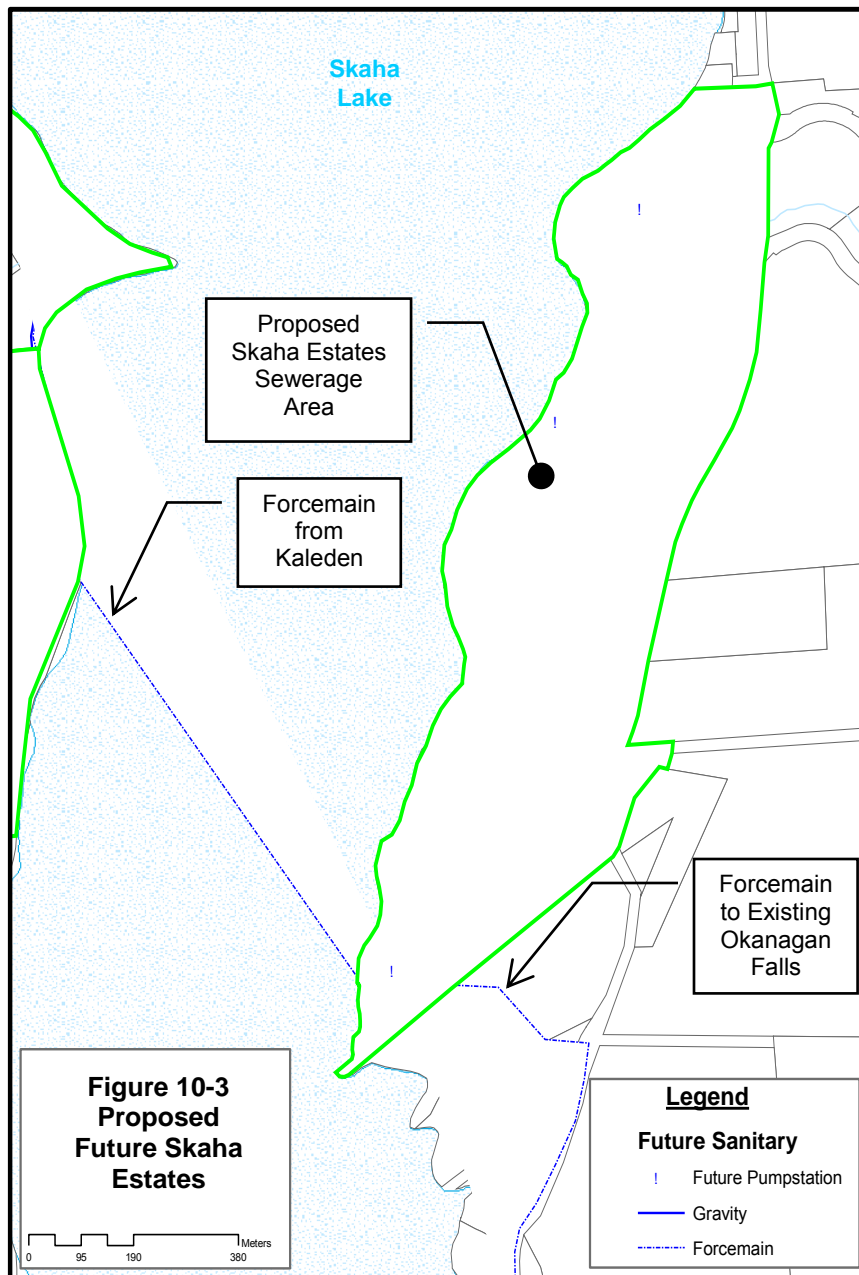 Skaha
Lake
!
Proposed
Skaha Estates
Sewerage
Area
!
Forcemain
from
Kaleden
Forcemain
to Existing
Okanagan
Falls
!
Figure 10-3
Proposed
Future Skaha
Estates
Meters
0 95 190 380
Legend
Future Sanitary
! Future Pumpstation
Gravity
Forcemain